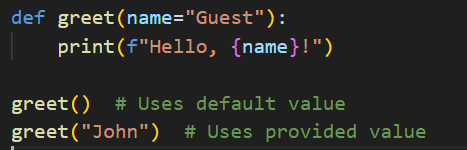 def greet(name="Guest"):
    print(f"Hello, {name}!")

greet()  # Uses default value
greet("John")  # Uses provided value